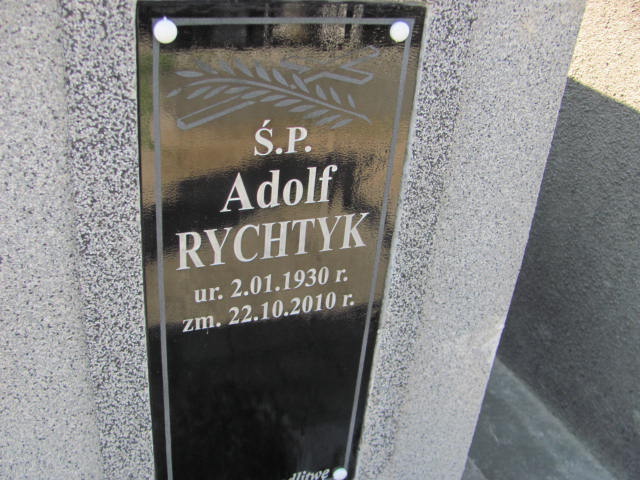 Ś.P.
Adolf
RYCHTYK
ur. 2.01.1930 r.
zm. 22.10.2010 r.